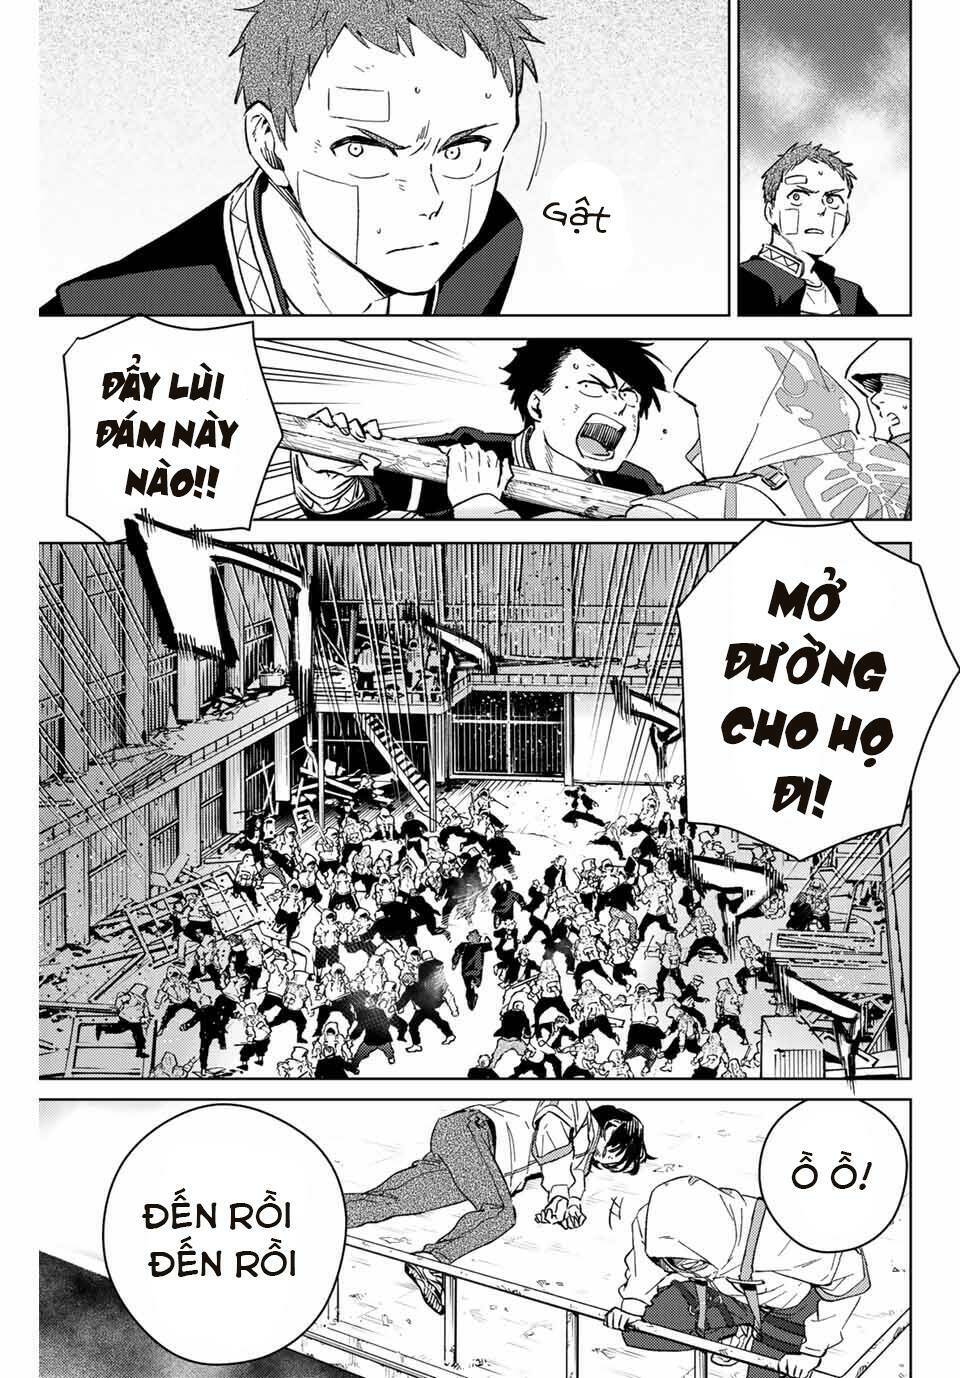 Gật
ĐẨY LÙI
ĐÁM NÀY
NÀO!!
MỞ
ĐƯỜNG
CHO HỌ
ĐI!
Ồ Ồ!
ĐẾN RỒI
ĐẾN RỒI